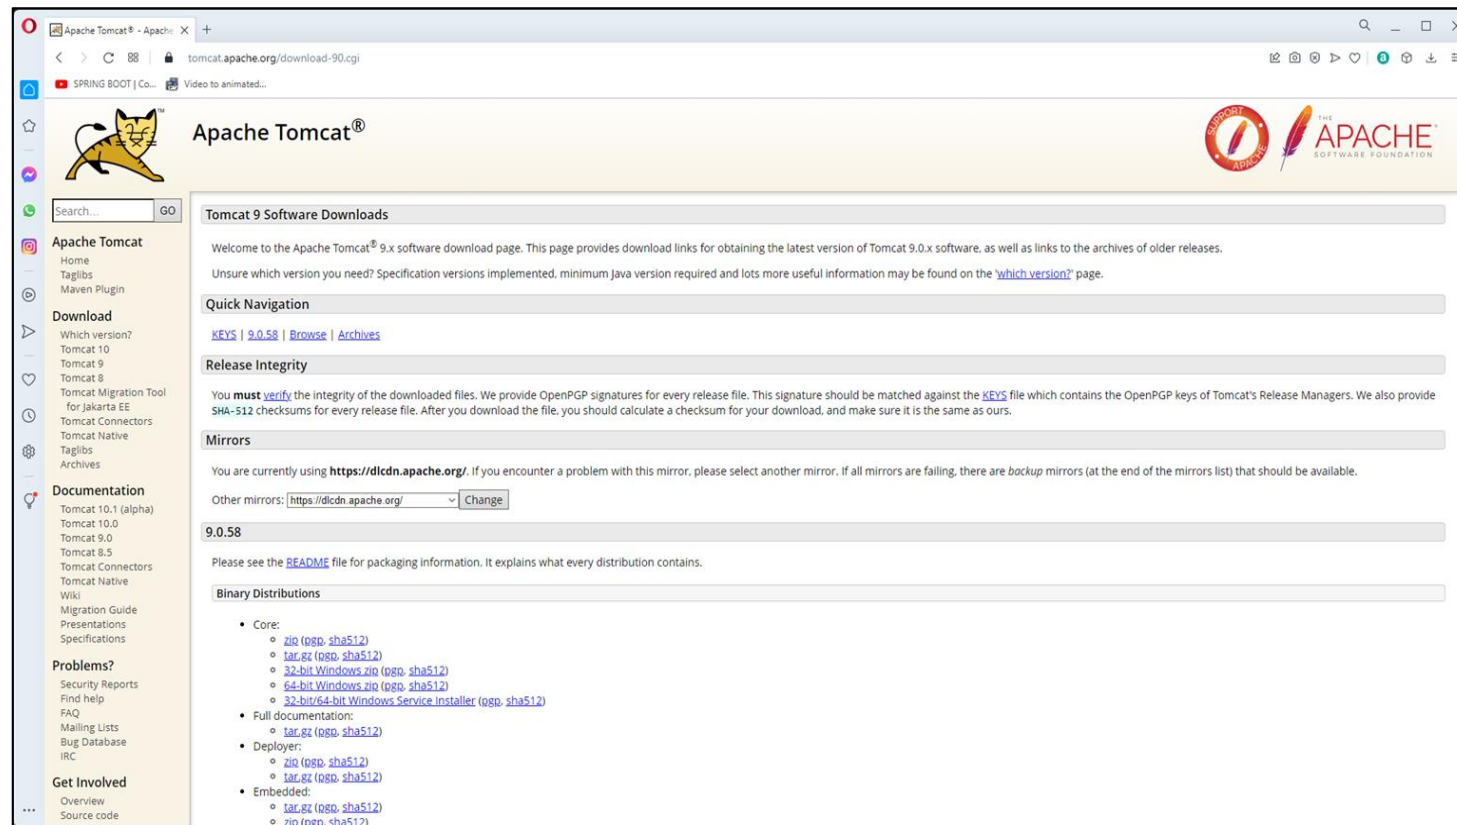 Apache Tomcat® - Apache
tomcat.apache.org/download-90.cgi
SPRING BOOT | Co... Video to animated...
Apache Tomcat®
SUPPORT APACHE
THE
APACHE
SOFTWARE FOUNDATION
Search... GO
Apache Tomcat
Home
Taglibs
Maven Plugin
Download
Which version?
Tomcat 10
Tomcat 9
Tomcat 8
Tomcat Migration Tool
for Jakarta EE
Tomcat Connectors
Tomcat Native
Taglibs
Archives
Documentation
Tomcat 10.1 (alpha)
Tomcat 10.0
Tomcat 9.0
Tomcat 8.5
Tomcat Connectors
Tomcat Native
Wiki
Migration Guide
Presentations
Specifications
Problems?
Security Reports
Find help
FAQ
Mailing Lists
Bug Database
IRC
Get Involved
Overview
Source code
Tomcat 9 Software Downloads
Welcome to the Apache Tomcat® 9.x software download page. This page provides download links for obtaining the latest version of Tomcat 9.0.x software, as well as links to the archives of older releases.
Unsure which version you need? Specification versions implemented, minimum Java version required and lots more useful information may be found on the 'which version?' page.
Quick Navigation
KEYS | 9.0.58 | Browse | Archives
Release Integrity
You must verify the integrity of the downloaded files. We provide OpenPGP signatures for every release file. This signature should be matched against the KEYS file which contains the OpenPGP keys of Tomcat's Release Managers. We also provide
SHA-512 checksums for every release file. After you download the file, you should calculate a checksum for your download, and make sure it is the same as ours.
Mirrors
You are currently using https://dlcdn.apache.org/. If you encounter a problem with this mirror, please select another mirror. If all mirrors are failing, there are backup mirrors (at the end of the mirrors list) that should be available.
Other mirrors: https://dlcdn.apache.org/ Change
9.0.58
Please see the README file for packaging information. It explains what every distribution contains.
Binary Distributions
• Core:
zip (pgp, sha512)
tar.gz (pgp, sha512)
32-bit Windows zip (pgp, sha512)
64-bit Windows zip (pgp, sha512)
32-bit/64-bit Windows Service Installer (pgp, sha512)
• Full documentation:
tar.gz (pgp, sha512)
• Deployer:
zip (pgp, sha512)
tar.gz (pgp, sha512)
• Embedded:
tar.gz (pgp, sha512)
zip (pgp, sha512)